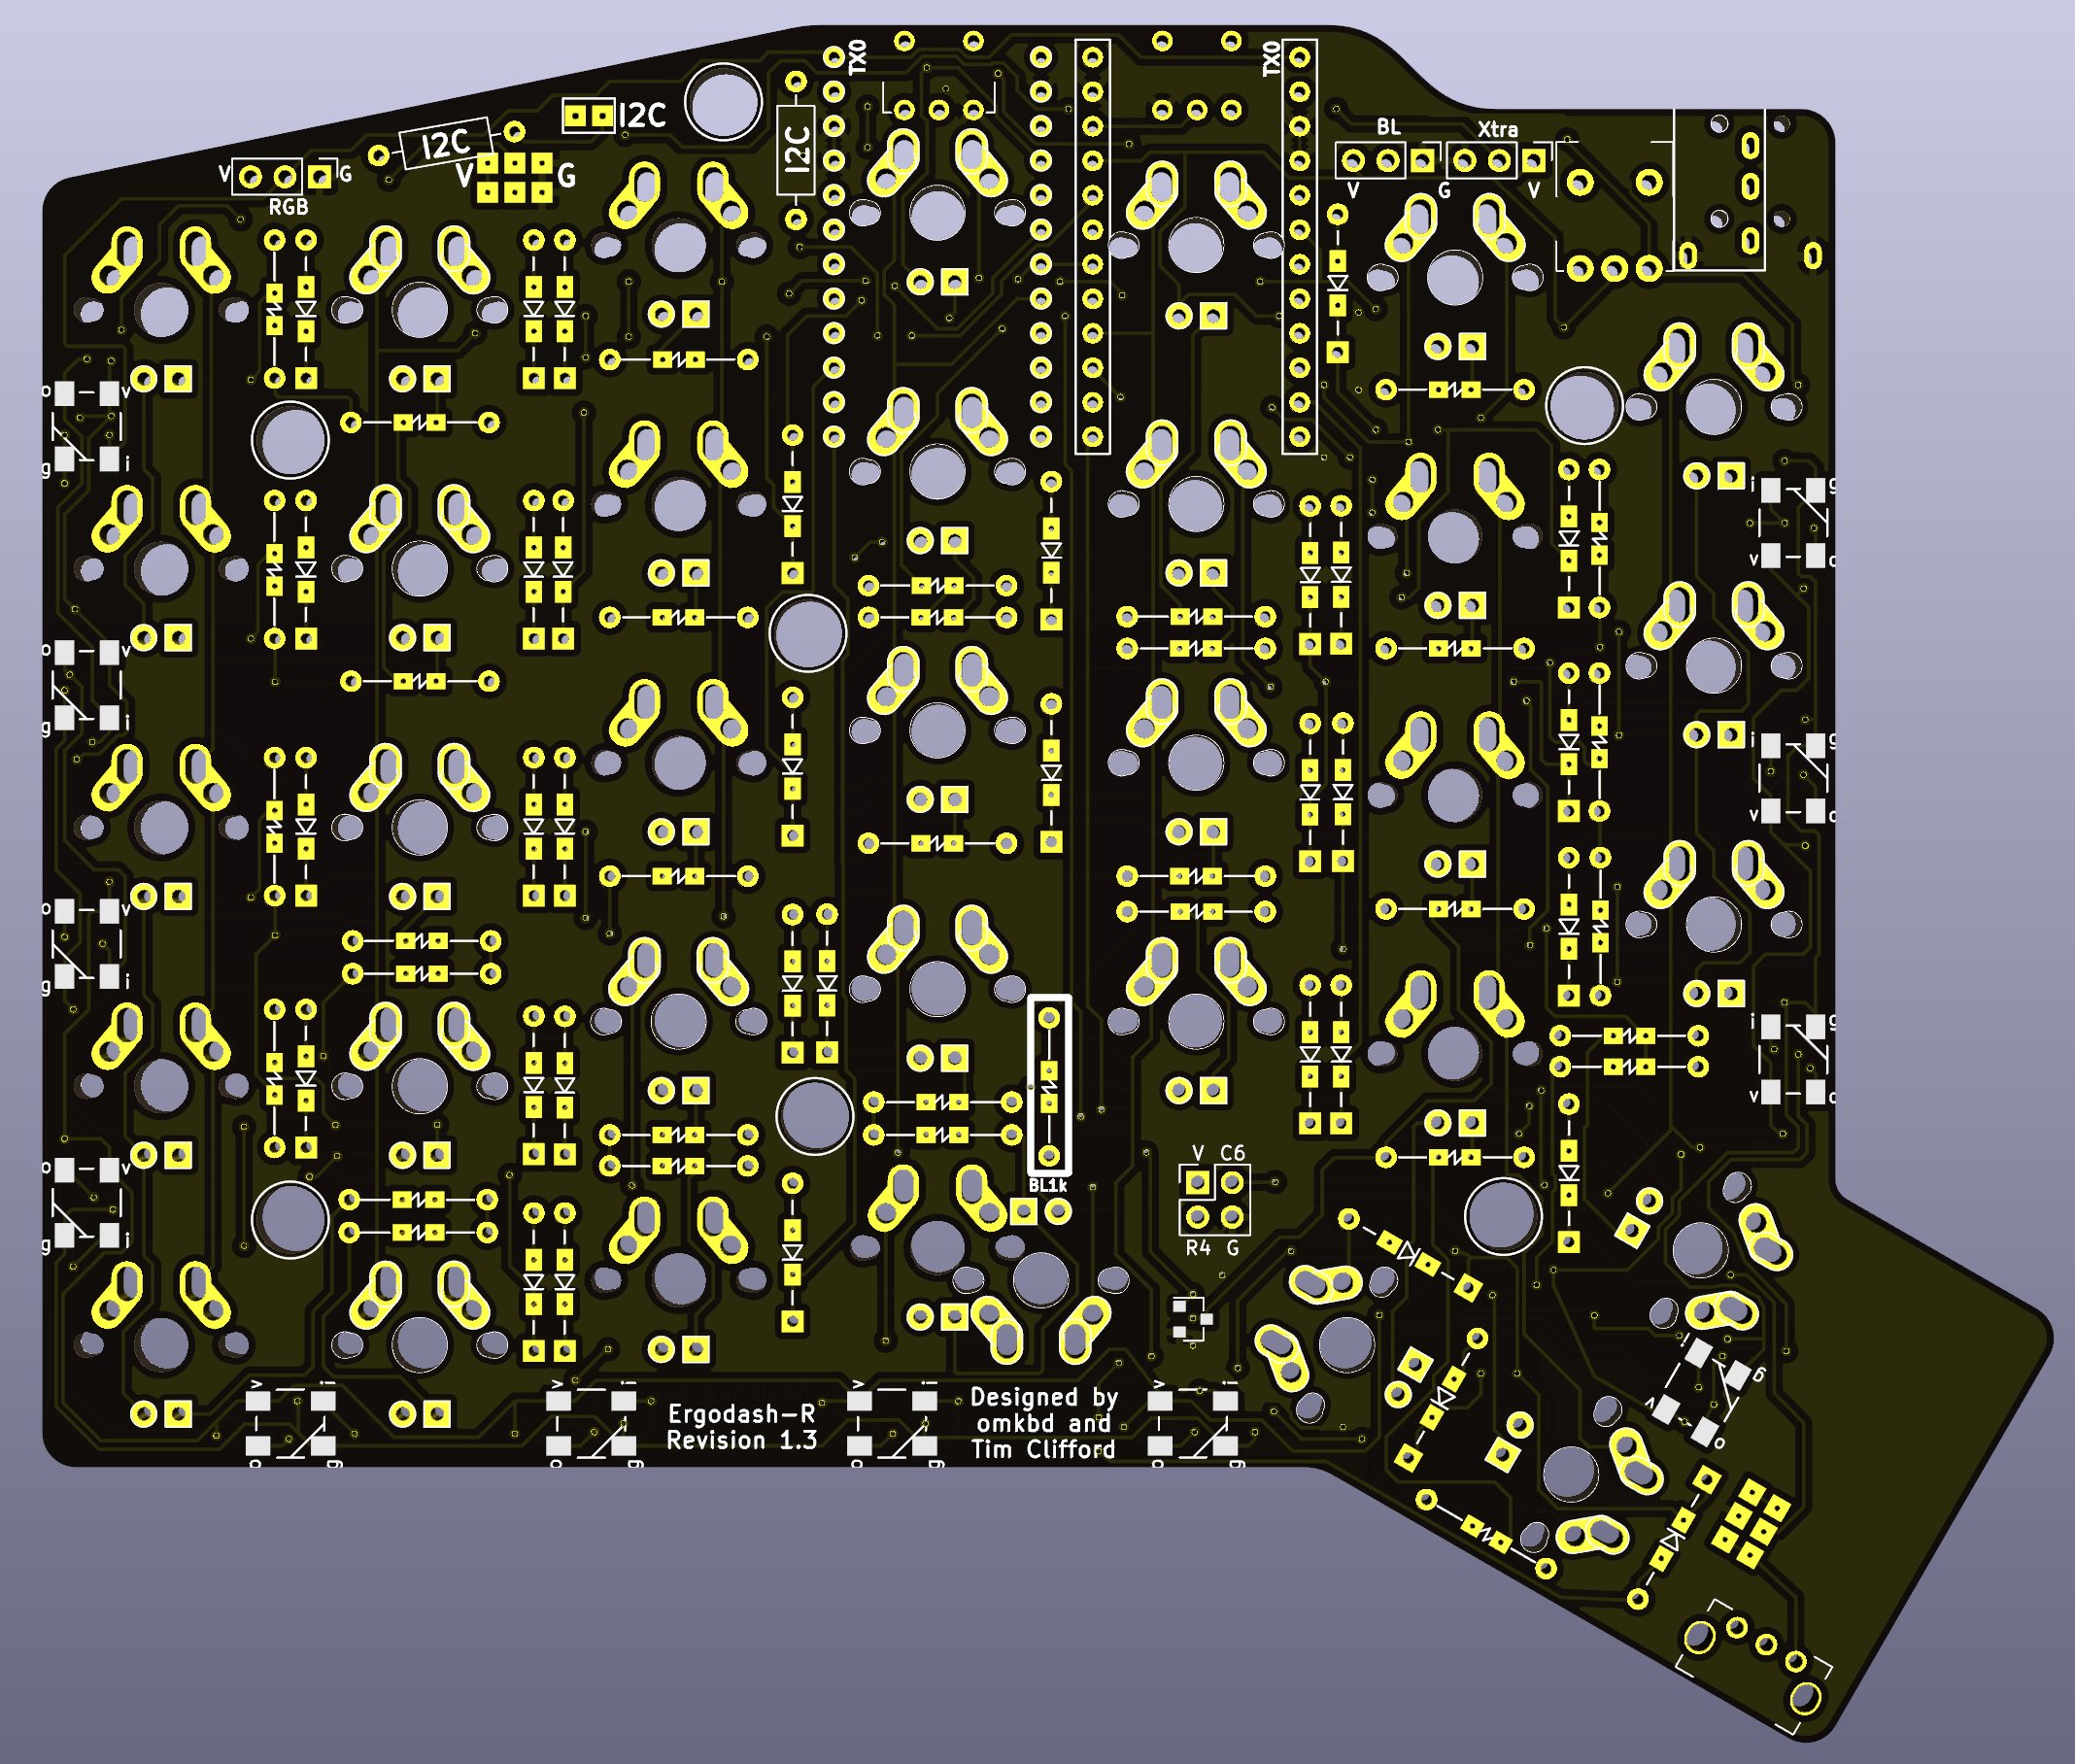 TX0
TX0
I2C
I2C
I2C
BL
Xtra
V
G
V
G
V
G
V
RGB
o
v
g
i
i
g
v
o
o
v
g
i
i
g
v
o
o
v
g
i
i
g
v
o
o
v
g
i
V
C6
BL1k
R4
G
g
v
o
v
i
v
i
v
i
v
i
Ergodash-R
Revision 1.3
Designed by
omkbd and
Tim Clifford
o
g
o
g
o
g
o
g